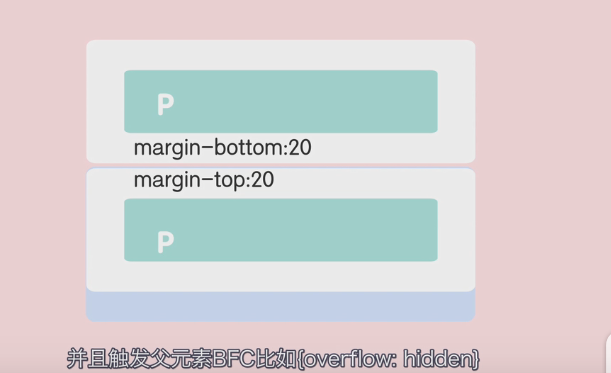 P
margin-bottom:20
margin-top:20
P
并且触发父元素BFC比如{overflow: hidden}